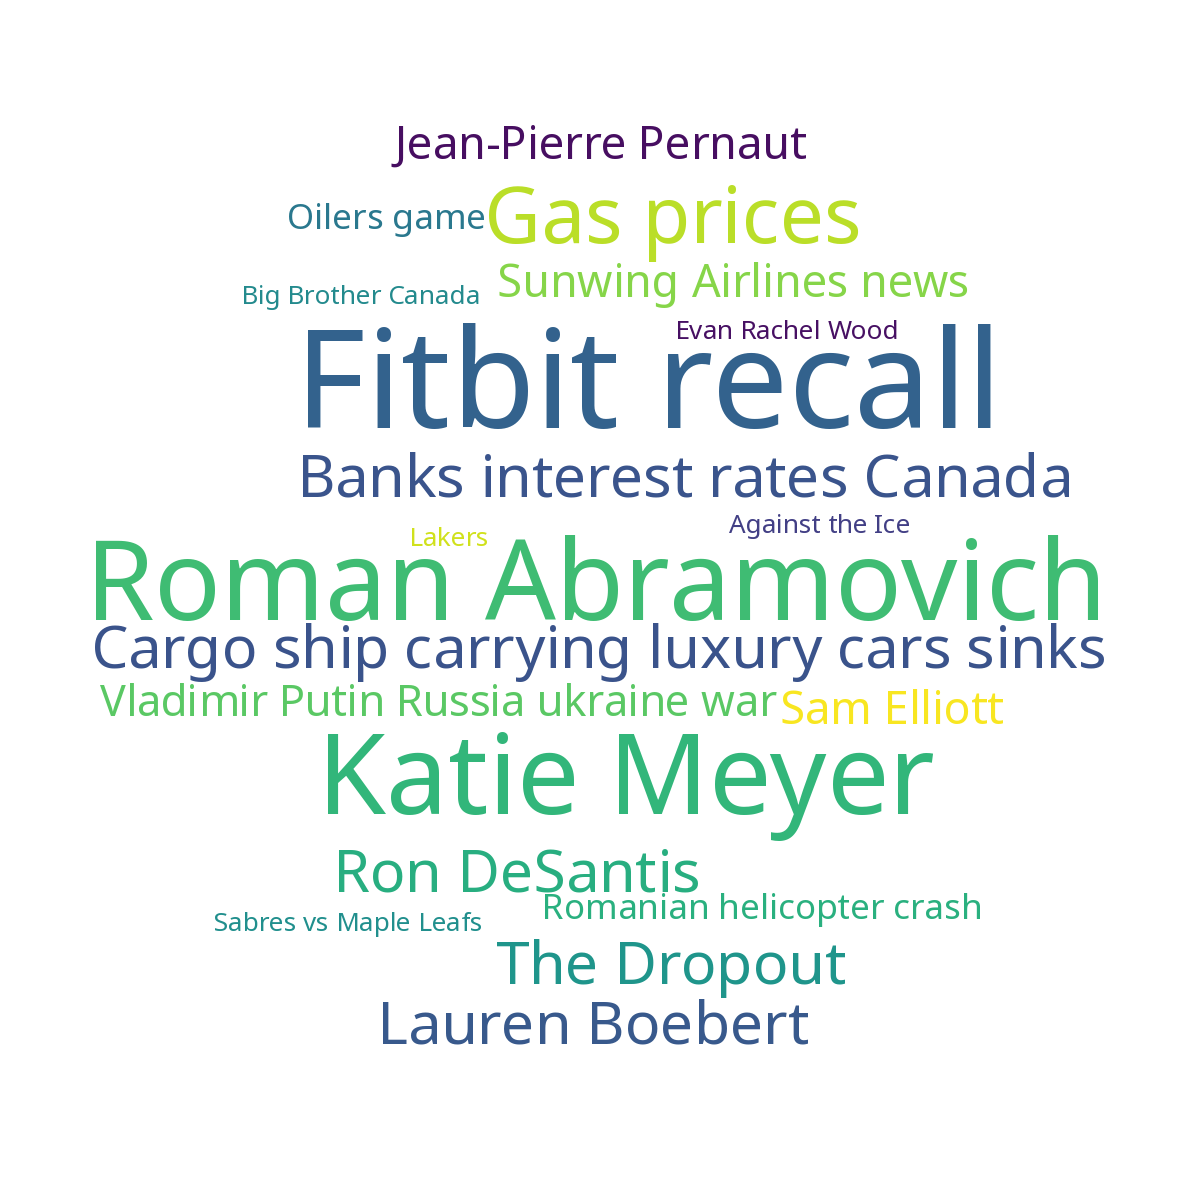 Jean-Pierre Pernaut
Oilers game
Gas prices
Sunwing Airlines news
Big Brother Canada
Evan Rachel Wood
Fitbit recall
Banks interest rates Canada
Against the Ice
Lakers
Roman Abramovich
Cargo ship carrying luxury cars sinks
Vladimir Putin Russia ukraine war
Sam Elliott
Katie Meyer
Ron DeSantis
Romanian helicopter crash
Sabres vs Maple Leafs
The Dropout
Lauren Boebert